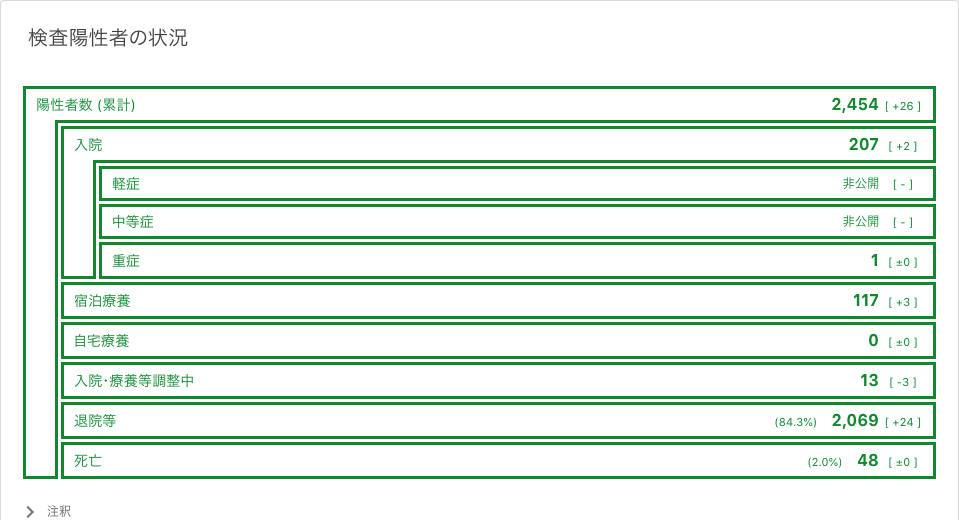 検査陽性者の状況
陽性者数 (累計) 2,454 [ +26 ]
入院 207 [ +2 ]
軽症 非公開 [ - ]
中等症 非公開 [ - ]
重症 1 [ ±0 ]
宿泊療養 117 [ +3 ]
自宅療養 0 [ ±0 ]
入院･療養等調整中 13 [ -3 ]
退院等 (84.3%) 2,069 [ +24 ]
死亡 (2.0%) 48 [ ±0 ]
注釈